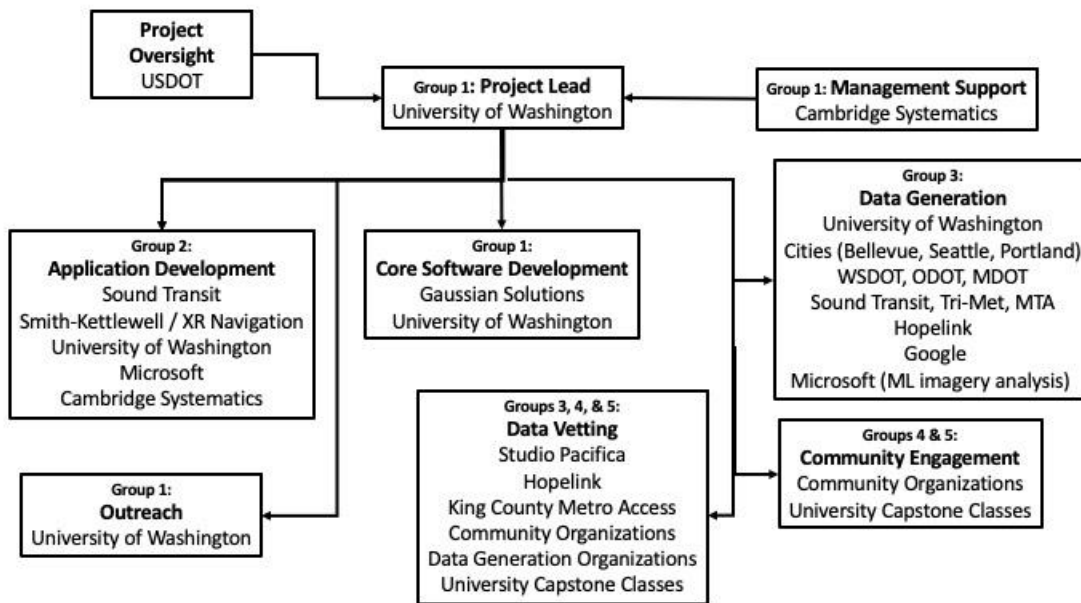 Project
Oversight
USDOT
Group 1: Project Lead
University of Washington
Group 1: Management Support
Cambridge Systematics
Group 2:
Application Development
Sound Transit
Smith-Kettlewell / XR Navigation
University of Washington
Microsoft
Cambridge Systematics
Group 1:
Core Software Development
Gaussian Solutions
University of Washington
Group 3:
Data Generation
University of Washington
Cities (Bellevue, Seattle, Portland)
WSDOT, ODOT, MDOT
Sound Transit, Tri-Met, MTA
Hopelink
Google
Microsoft (ML imagery analysis)
Group 1:
Outreach
University of Washington
Groups 3, 4, & 5:
Data Vetting
Studio Pacifica
Hopelink
King County Metro Access
Community Organizations
Data Generation Organizations
University Capstone Classes
Groups 4 & 5:
Community Engagement
Community Organizations
University Capstone Classes